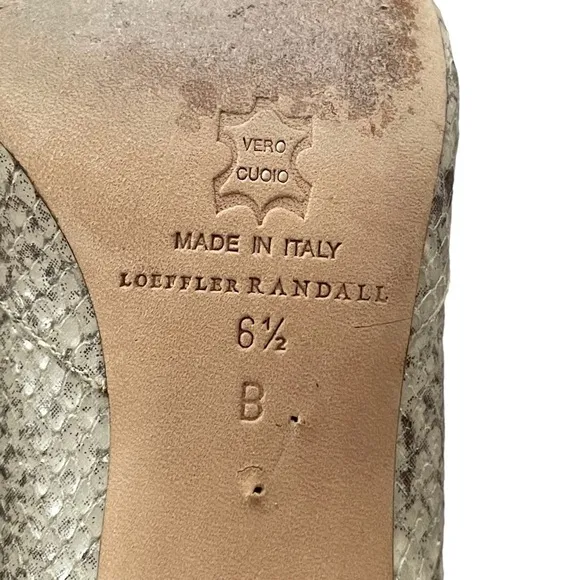 VERO
CUOIO
MADE IN ITALY
LOEFFLER RANDALL
6½
B